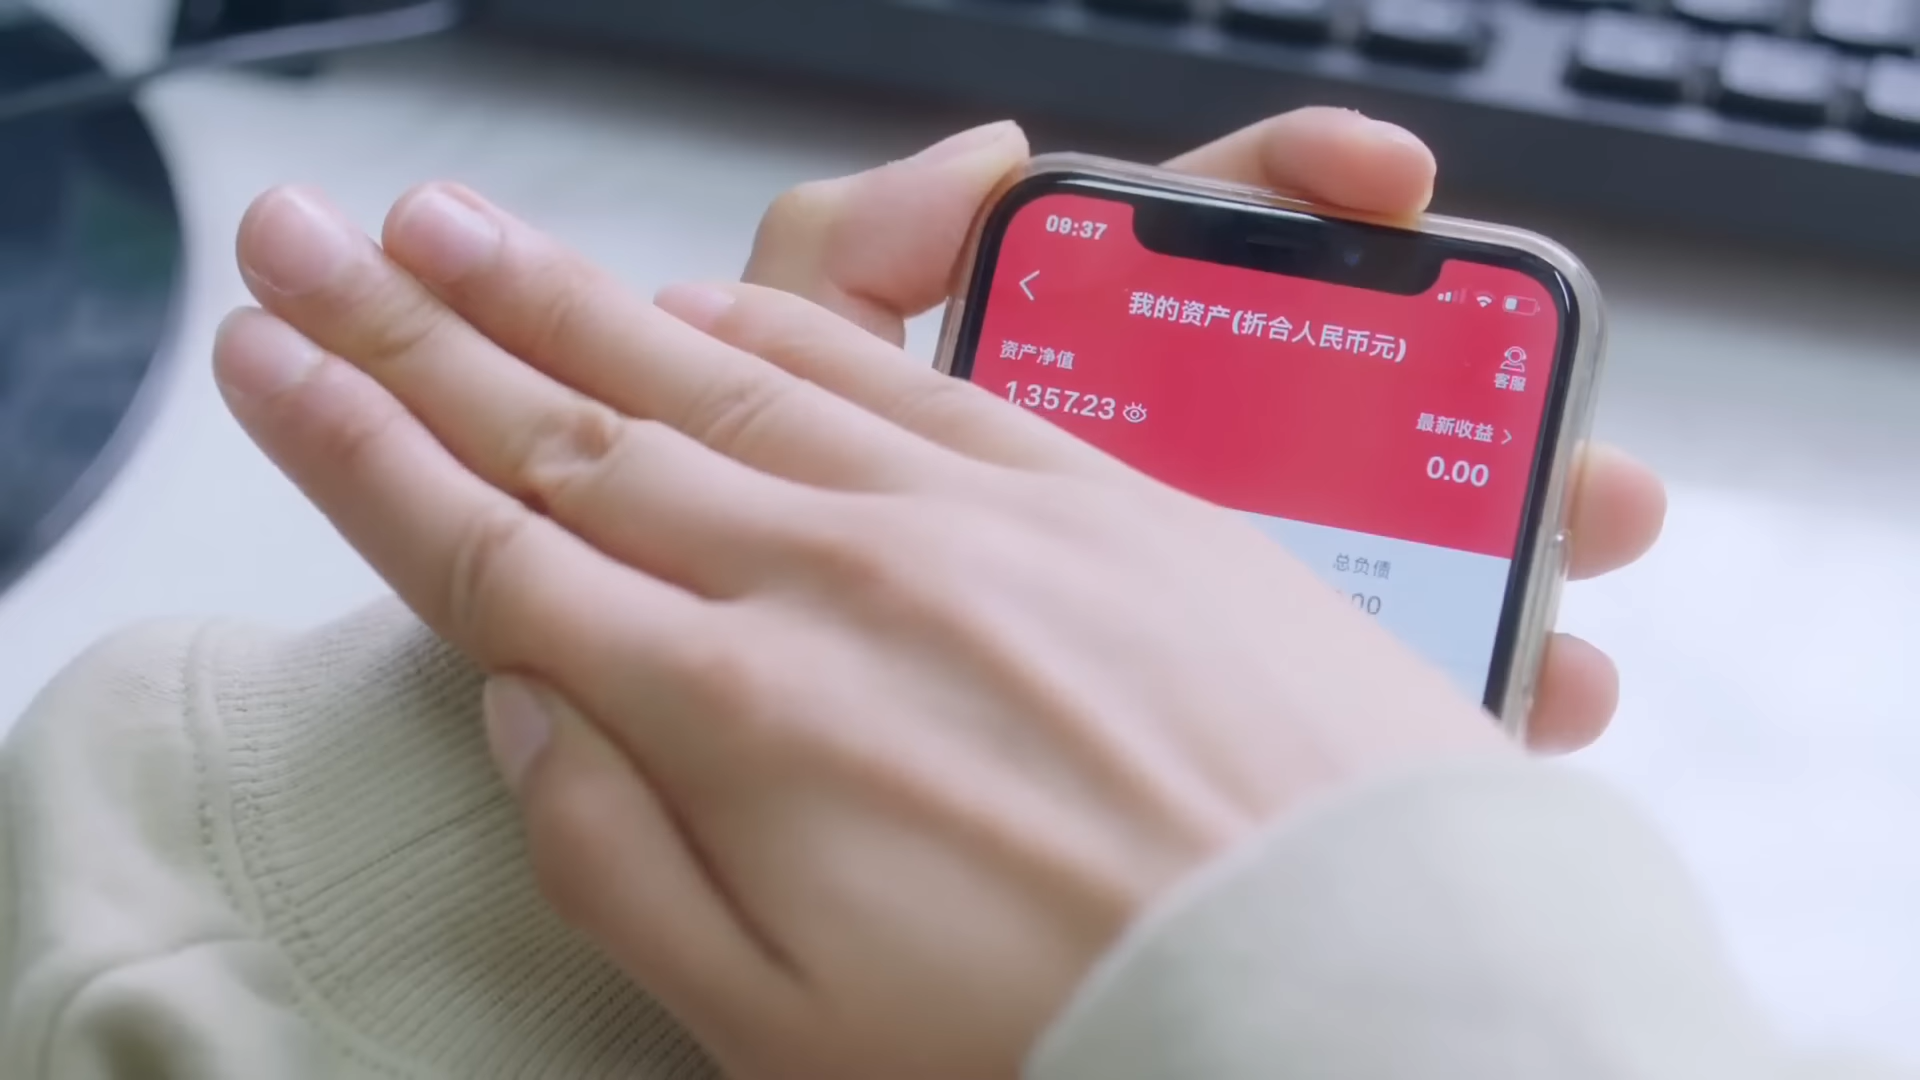 09:37
我的资产(折合人民币元)
客服
资产净值
1,357.23
最新收益
0.00
总负债
.00